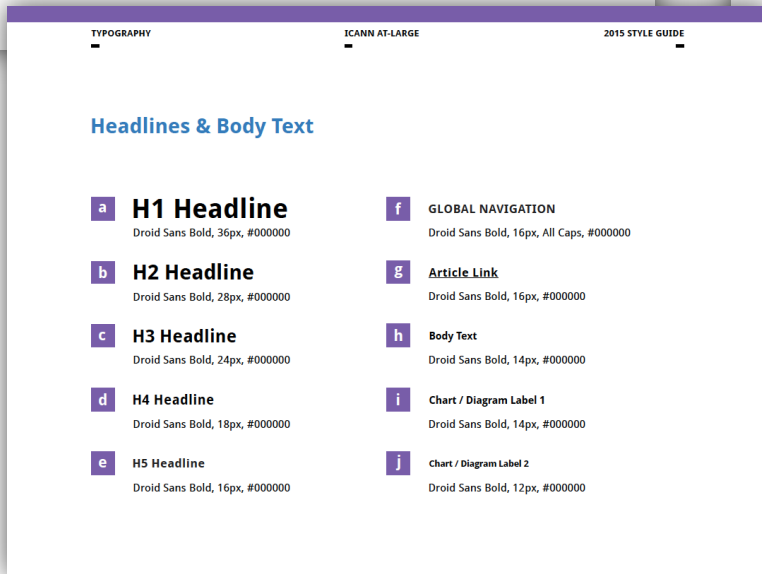 TYPOGRAPHY
ICANN AT-LARGE
2015 STYLE GUIDE
Headlines & Body Text
a
H1 Headline
Droid Sans Bold, 36px, #000000
b
H2 Headline
Droid Sans Bold, 28px, #000000
c
H3 Headline
Droid Sans Bold, 24px, #000000
d
H4 Headline
Droid Sans Bold, 18px, #000000
e
H5 Headline
Droid Sans Bold, 16px, #000000
f
GLOBAL NAVIGATION
Droid Sans Bold, 16px, All Caps, #000000
g
Article Link
Droid Sans Bold, 16px, #000000
h
Body Text
Droid Sans Bold, 14px, #000000
i
Chart / Diagram Label 1
Droid Sans Bold, 14px, #000000
j
Chart / Diagram Label 2
Droid Sans Bold, 12px, #000000